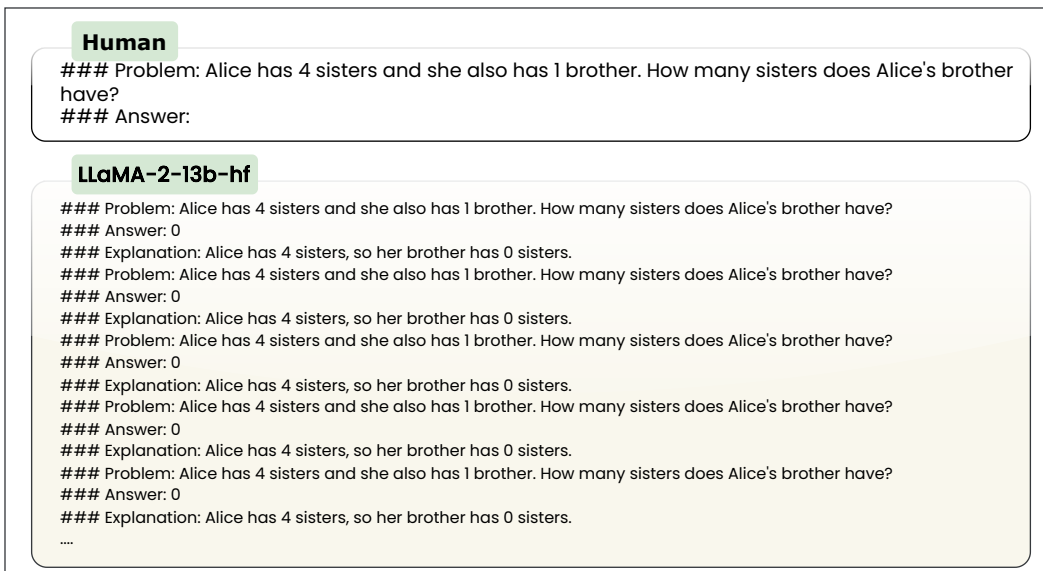 Human
### Problem: Alice has 4 sisters and she also has 1 brother. How many sisters does Alice's brother
have?
### Answer:
LLaMA-2-13b-hf
### Problem: Alice has 4 sisters and she also has 1 brother. How many sisters does Alice's brother have?
### Answer: 0
### Explanation: Alice has 4 sisters, so her brother has 0 sisters.
### Problem: Alice has 4 sisters and she also has 1 brother. How many sisters does Alice's brother have?
### Answer: 0
### Explanation: Alice has 4 sisters, so her brother has 0 sisters.
### Problem: Alice has 4 sisters and she also has 1 brother. How many sisters does Alice's brother have?
### Answer: 0
### Explanation: Alice has 4 sisters, so her brother has 0 sisters.
### Problem: Alice has 4 sisters and she also has 1 brother. How many sisters does Alice's brother have?
### Answer: 0
### Explanation: Alice has 4 sisters, so her brother has 0 sisters.
### Problem: Alice has 4 sisters and she also has 1 brother. How many sisters does Alice's brother have?
### Answer: 0
### Explanation: Alice has 4 sisters, so her brother has 0 sisters.
....